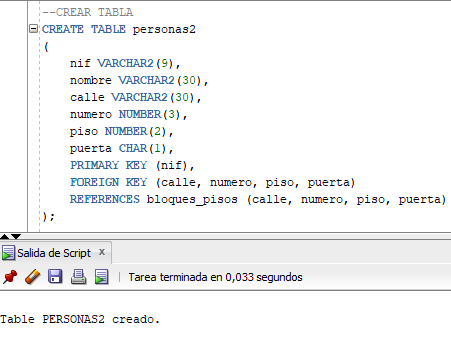 --CREAR TABLA
CREATE TABLE personas2
(
nif VARCHAR2(9),
nombre VARCHAR2(30),
calle VARCHAR2(30),
numero NUMBER(3),
piso NUMBER(2),
puerta CHAR(1),
PRIMARY KEY (nif),
FOREIGN KEY (calle, numero, piso, puerta)
REFERENCES bloques_pisos (calle, numero, piso, puerta)
);
Salida de Script x
Tarea terminada en 0,033 segundos
Table PERSONAS2 creado.